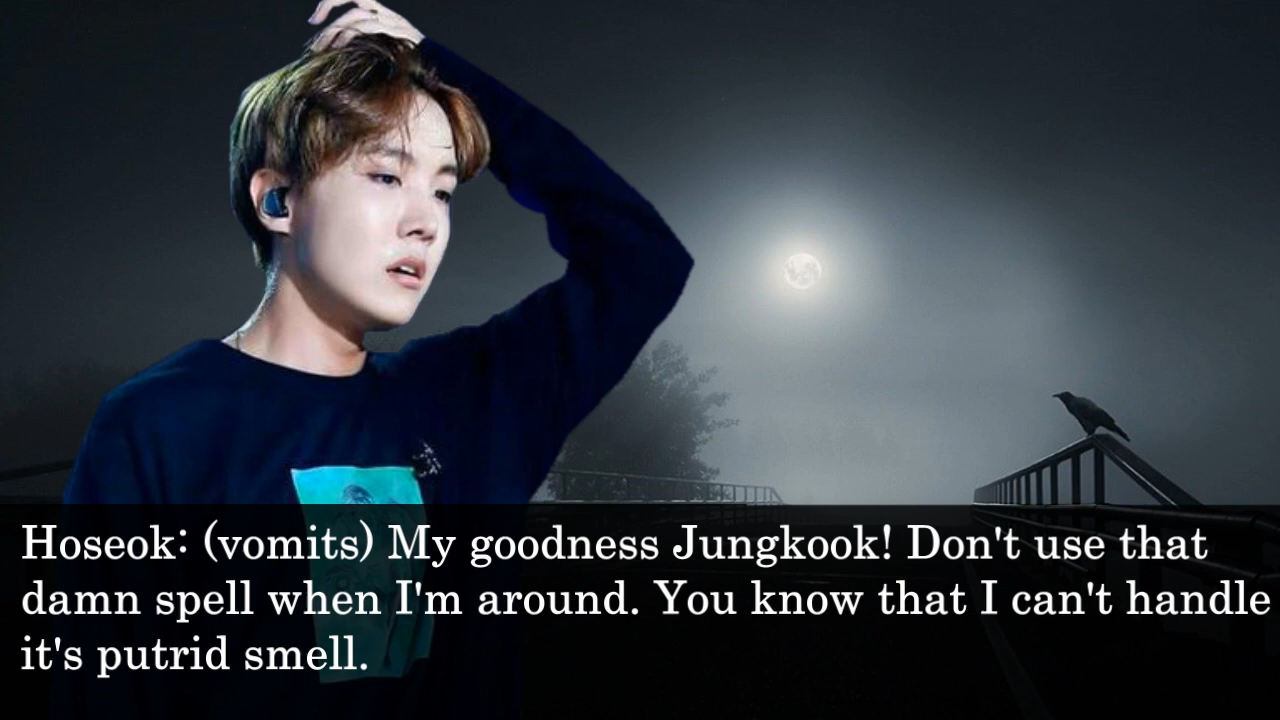 Hoseok: (vomits) My goodness Jungkook! Don't use that
damn spell when I'm around. You know that I can't handle
it's putrid smell.